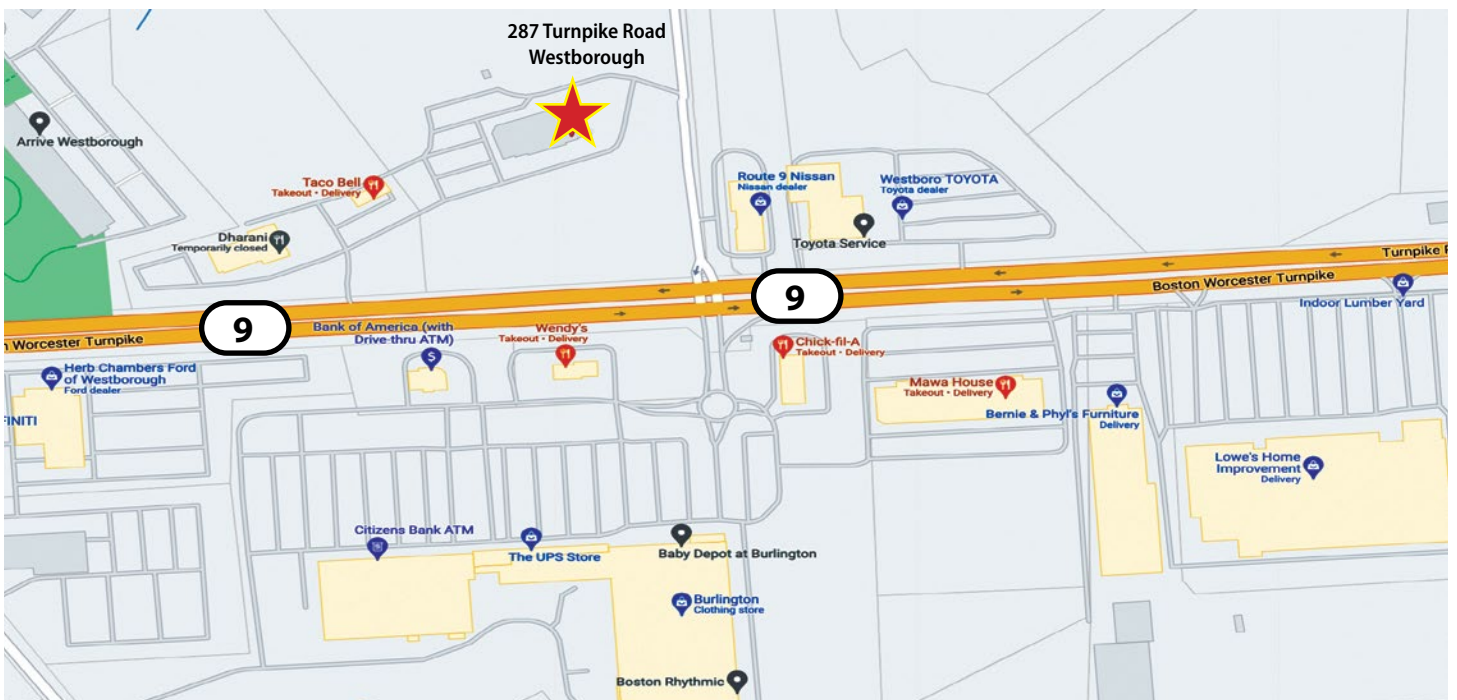 287 Turnpike Road
Westborough
Arrive Westborough
Taco Bell
Takeout • Delivery
Route 9 Nissan
Nissan dealer
Westboro TOYOTA
Toyota dealer
Dharani
Temporarily closed
Toyota Service
Turnpike R
Boston Worcester Turnpike
9
9
Indoor Lumber Yard
n Worcester Turnpike
Bank of America (with
Drive-thru ATM)
Wendy's
Takeout • Delivery
Chick-fil-A
Takeout • Delivery
Herb Chambers Ford
of Westborough
Ford dealer
Mawa House
Takeout • Delivery
Bernie & Phyl's Furniture
Delivery
FINITI
Lowe's Home
Improvement
Delivery
Citizens Bank ATM
The UPS Store
Baby Depot at Burlington
Burlington
Clothing store
Boston Rhythmic